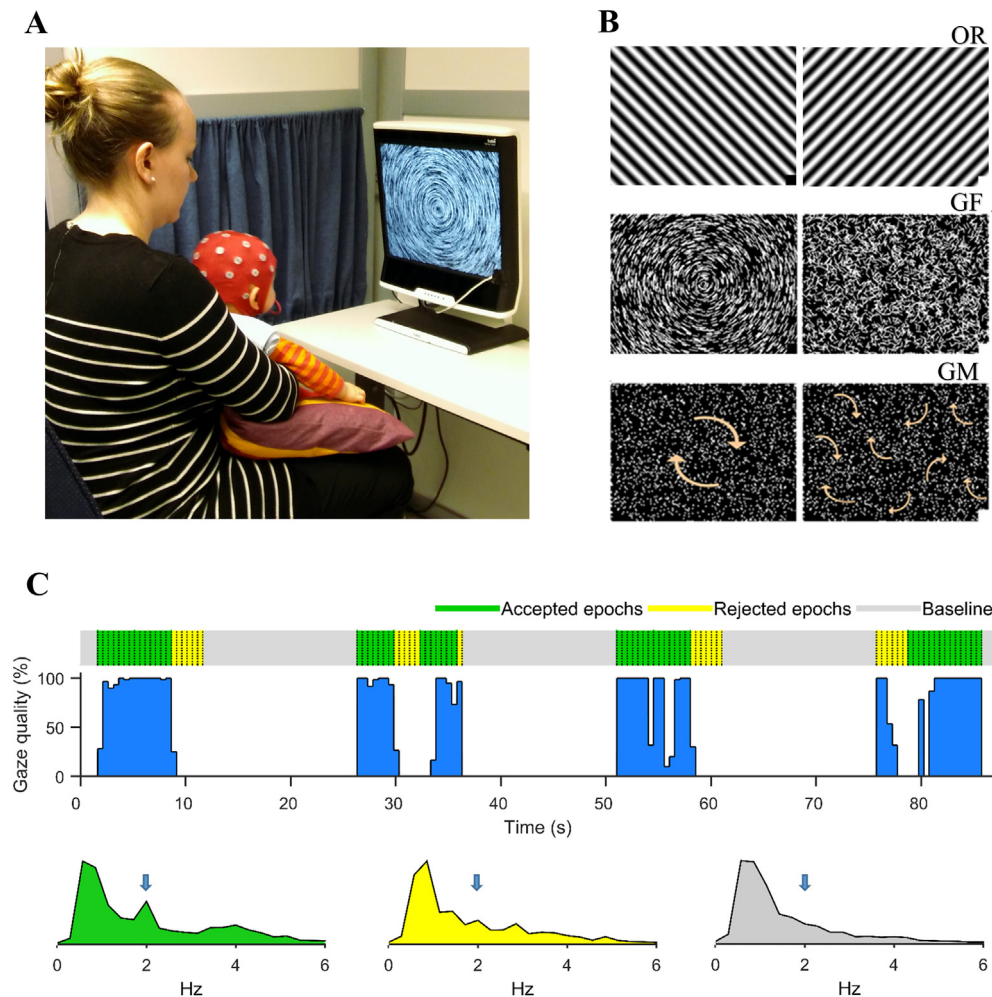 A
B
OR
GF
GM
C
Accepted epochs Rejected epochs Baseline
Gaze quality (%)
100
50
0
0 10 20 30 40 50 60 70 80
Time (s)
0 2 4 6
Hz
0 2 4 6
Hz
0 2 4 6
Hz